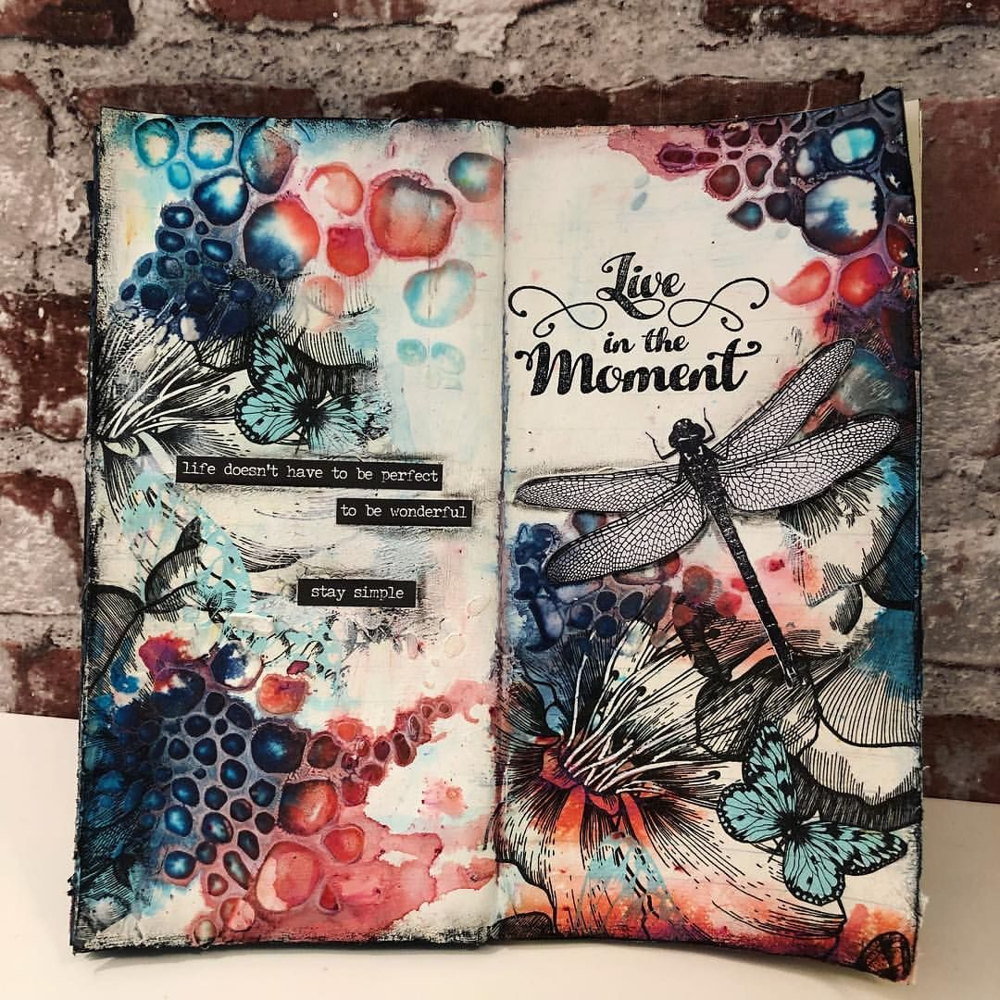 life doesn't have to be perfect
to be wonderful
stay simple
Live
in the
Moment